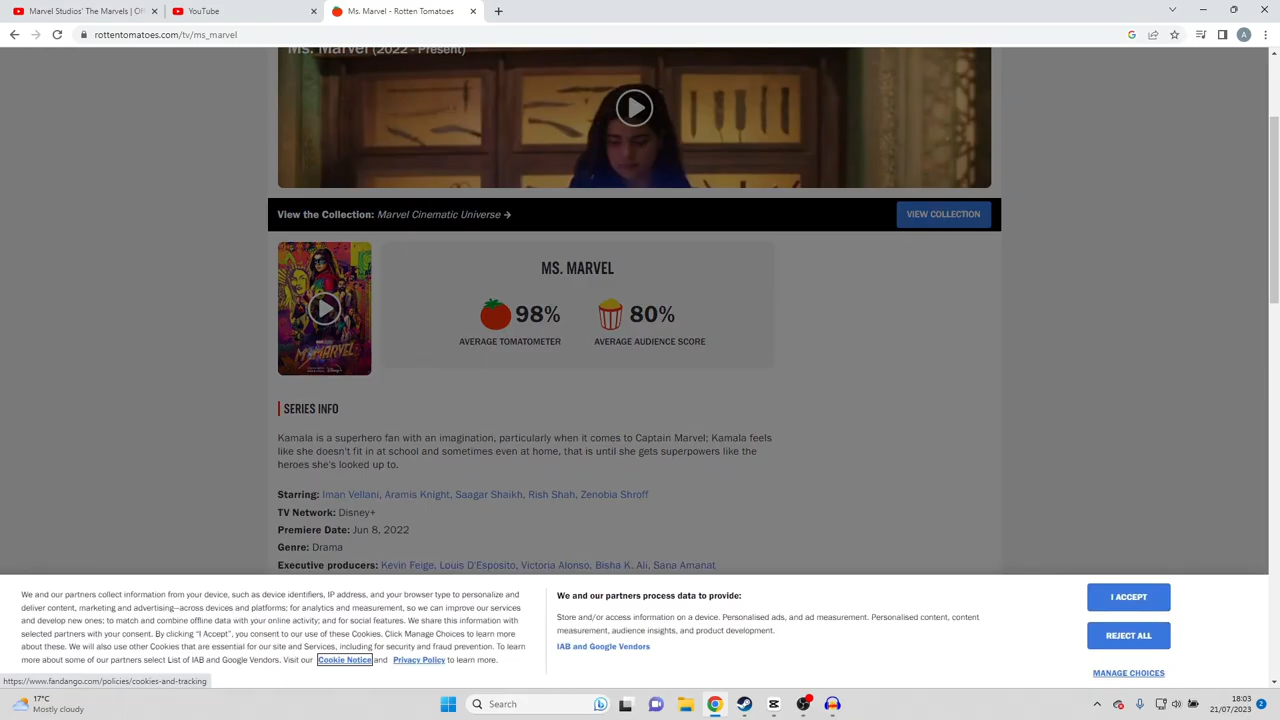 Marvel Studios' The Marvels | Of
YouTube
Ms. Marvel - Rotten Tomatoes
rottentomatoes.com/tv/ms_marvel
Ms. Marvel (2022 - Present)
View the Collection: Marvel Cinematic Universe →
VIEW COLLECTION
MS. MARVEL
98%
80%
AVERAGE TOMATOMETER
AVERAGE AUDIENCE SCORE
MS. MARVEL
Disney+
SERIES INFO
Kamala is a superhero fan with an imagination, particularly when it comes to Captain Marvel; Kamala feels
like she doesn't fit in at school and sometimes even at home, that is until she gets superpowers like the
heroes she's looked up to.
Starring: Iman Vellani, Aramis Knight, Saagar Shaikh, Rish Shah, Zenobia Shroff
TV Network: Disney+
Premiere Date: Jun 8, 2022
Genre: Drama
Executive producers: Kevin Feige, Louis D'Esposito, Victoria Alonso, Bisha K. Ali, Sana Amanat
We and our partners collect information from your device, such as device identifiers, IP address, and your browser type to personalize and
deliver content, marketing and advertising—across devices and platforms; for analytics and measurement, so we can improve our services
and develop new ones; to match and combine offline data with your online activity; and for social features. We share this information with
selected partners with your consent. By clicking "I Accept", you consent to our use of these Cookies. Click Manage Choices to learn more
about these. We will also use other Cookies that are essential for our site and Services, including for security and fraud prevention. To learn
more about some of our partners select List of IAB and Google Vendors. Visit our Cookie Notice and Privacy Policy to learn more.
We and our partners process data to provide:
Store and/or access information on a device. Personalised ads, and ad measurement. Personalised content, content
measurement, audience insights, and product development.
IAB and Google Vendors
I ACCEPT
REJECT ALL
MANAGE CHOICES
https://www.fandango.com/policies/cookies-and-tracking
17°C
Mostly cloudy
Search
18:03
21/07/2023
2
A